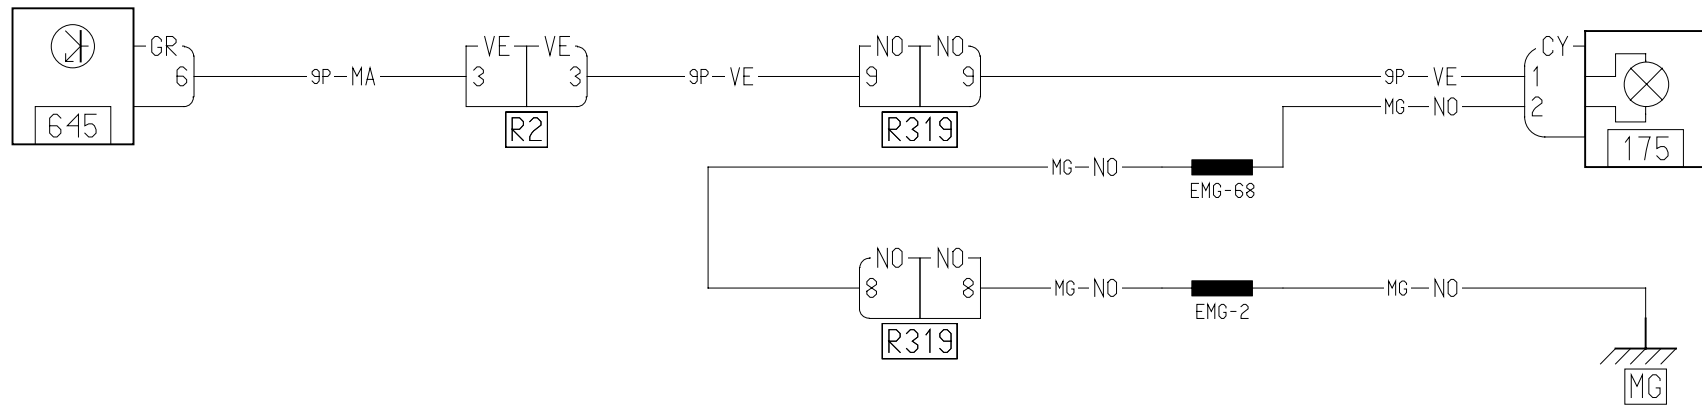 GR VE VE NO NO CY
6 9P-MA 3 3 9P-VE 9 9 9P-VE 1
MG-NO 2
645 R2 R319 175
MG-NO
EMG-68
NO NO
8 8 MG-NO MG-NO
EMG-2
R319
MG